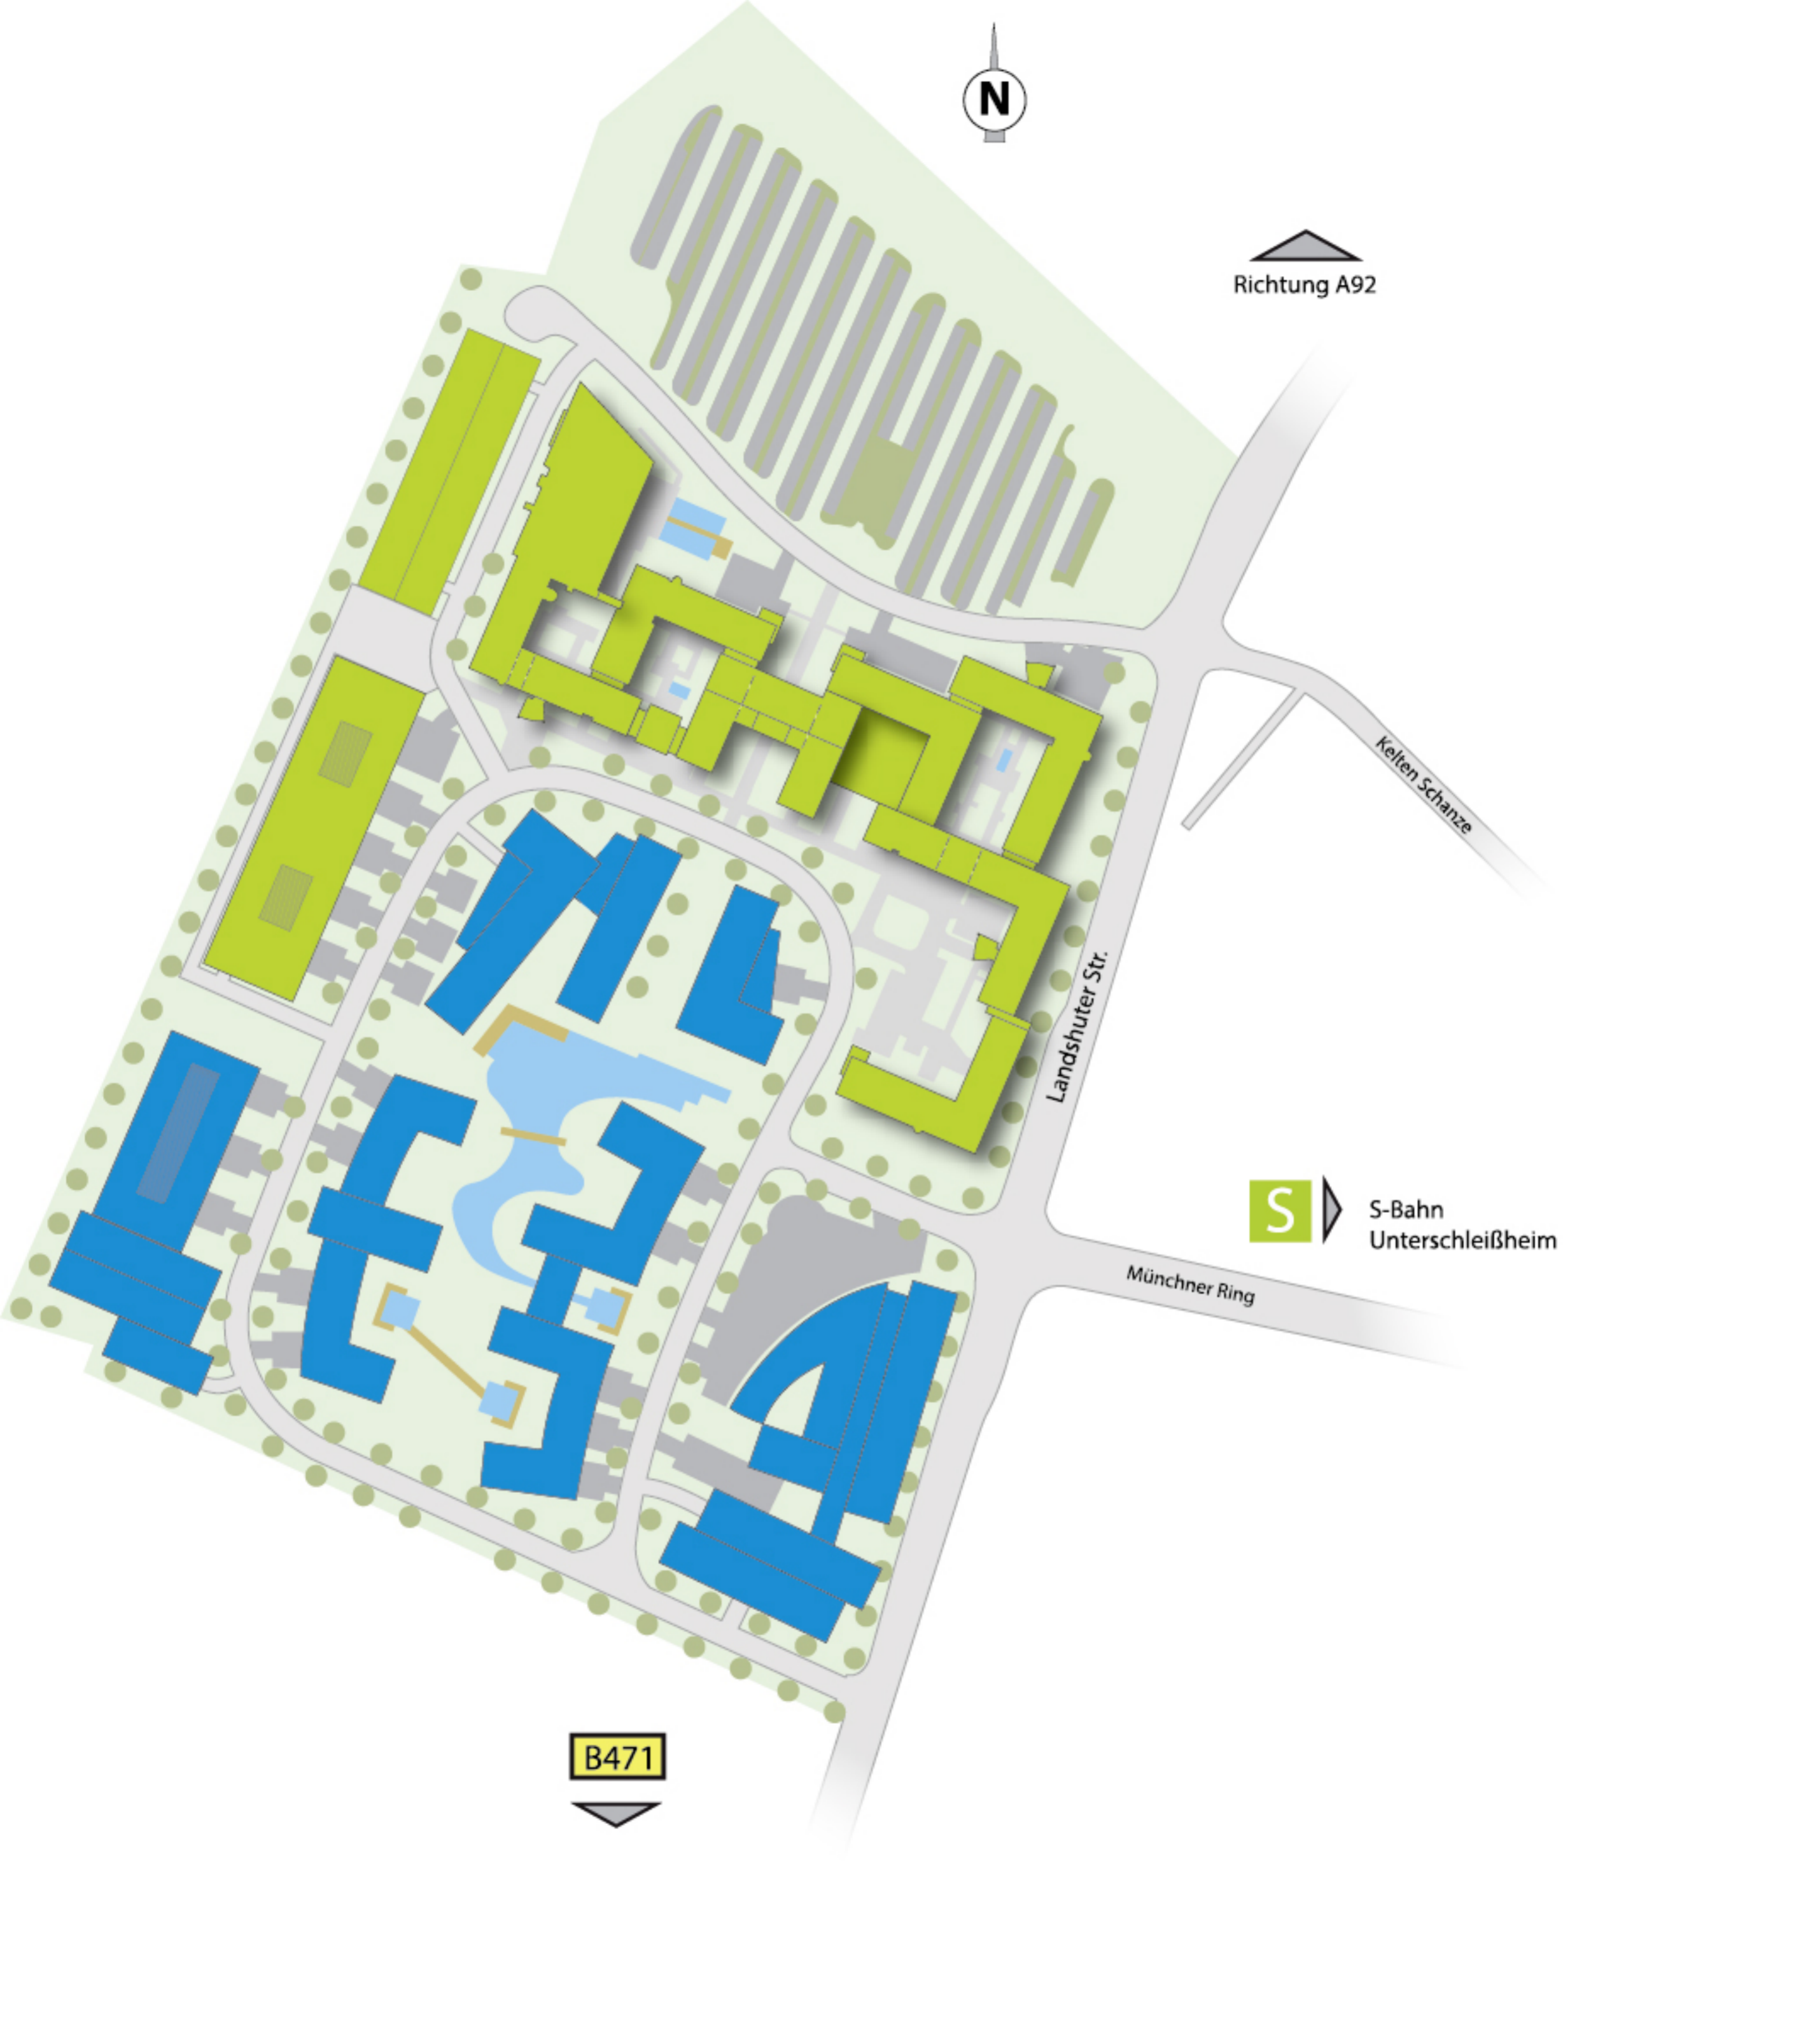 N
Richtung A92
Kelten Schanze
Landshuter Str.
S
S-Bahn
Unterschleißheim
Münchner Ring
B471